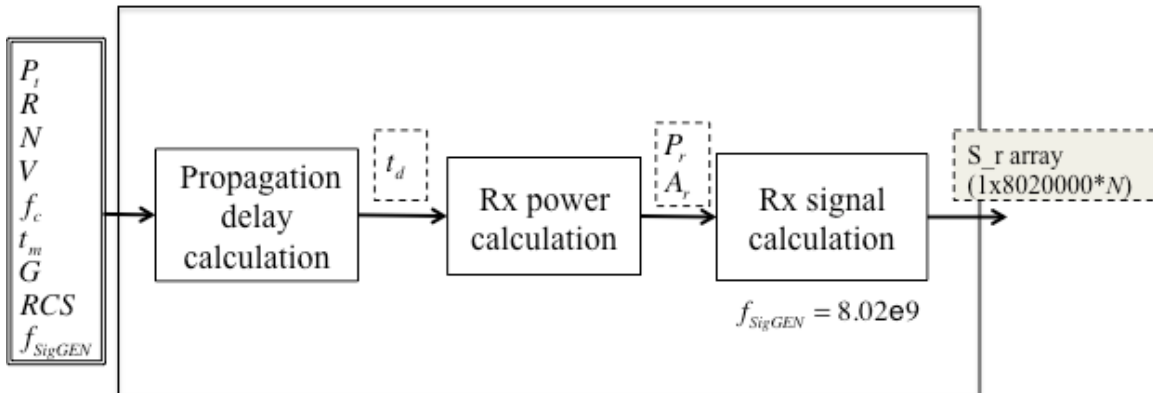 P_t
R
N
V
f_c
t_m
G
RCS
f_SigGEN
Propagation
delay
calculation
t_d
Rx power
calculation
P_r
A_r
Rx signal
calculation
f_SigGEN = 8.02e9
S_r array
(1x8020000*N)